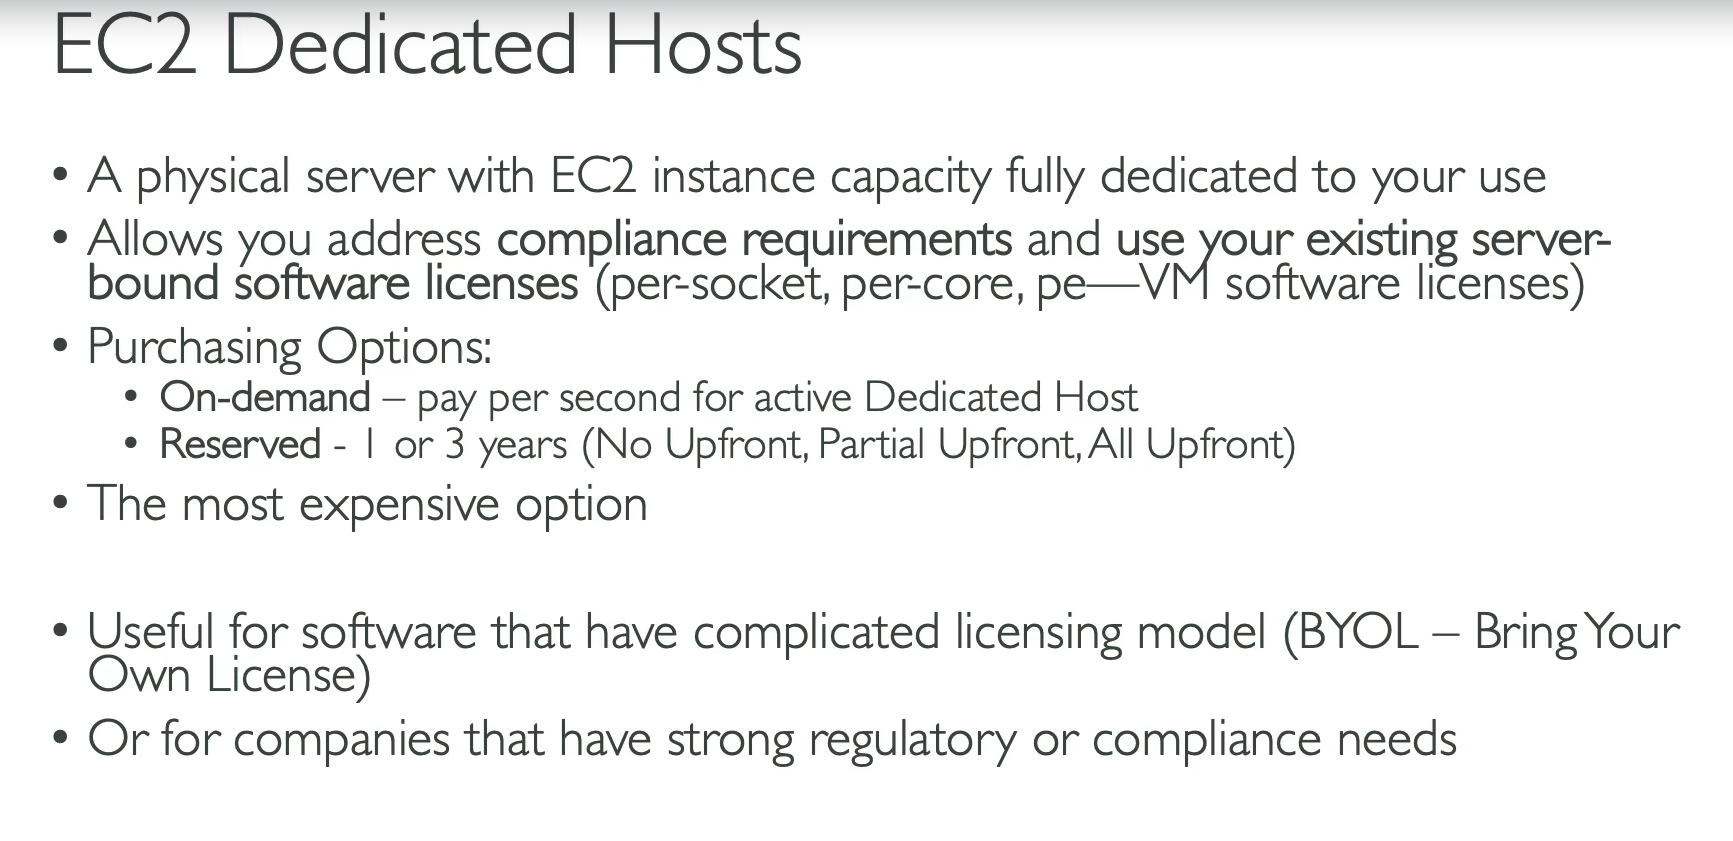 EC2 Dedicated Hosts
• A physical server with EC2 instance capacity fully dedicated to your use
• Allows you address compliance requirements and use your existing server-
bound software licenses (per-socket, per-core, pe—VM software licenses)
• Purchasing Options:
• On-demand – pay per second for active Dedicated Host
• Reserved - 1 or 3 years (No Upfront, Partial Upfront, All Upfront)
• The most expensive option
• Useful for software that have complicated licensing model (BYOL – Bring Your
Own License)
• Or for companies that have strong regulatory or compliance needs